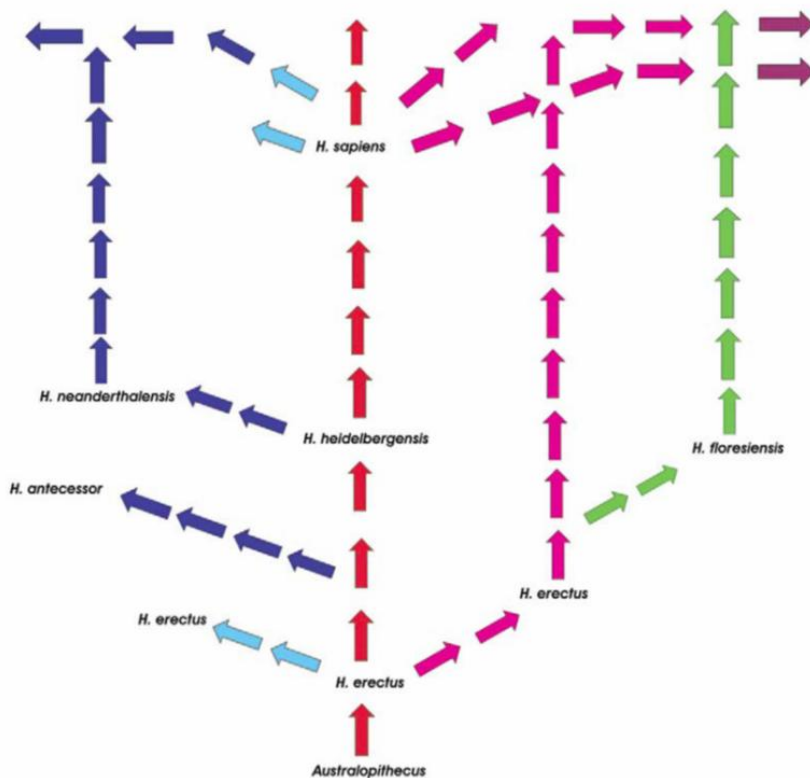 H. sapiens
H. neanderthalensis
H. heidelbergensis
H. floresiensis
H. antecessor
H. erectus
H. erectus
H. erectus
Australopithecus